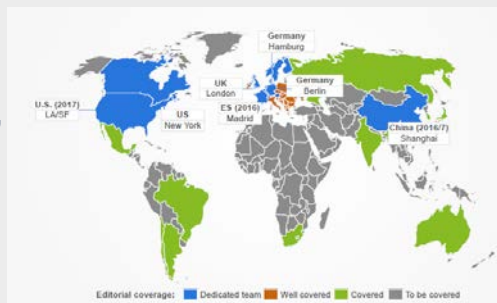 Germany
Hamburg
UK
London
Germany
Berlin
U.S. (2017)
LA/SF
US
New York
ES (2016)
Madrid
China (2016/7)
Shanghai
Editorial coverage: Dedicated team Well covered Covered To be covered